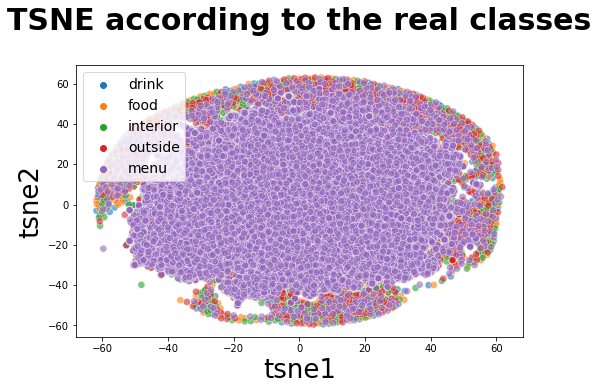 TSNE according to the real classes
drink
food
interior
outside
menu
tsne2
60
40
20
0
−20
−40
−60
−60
−40
−20
0
20
40
60
tsne1